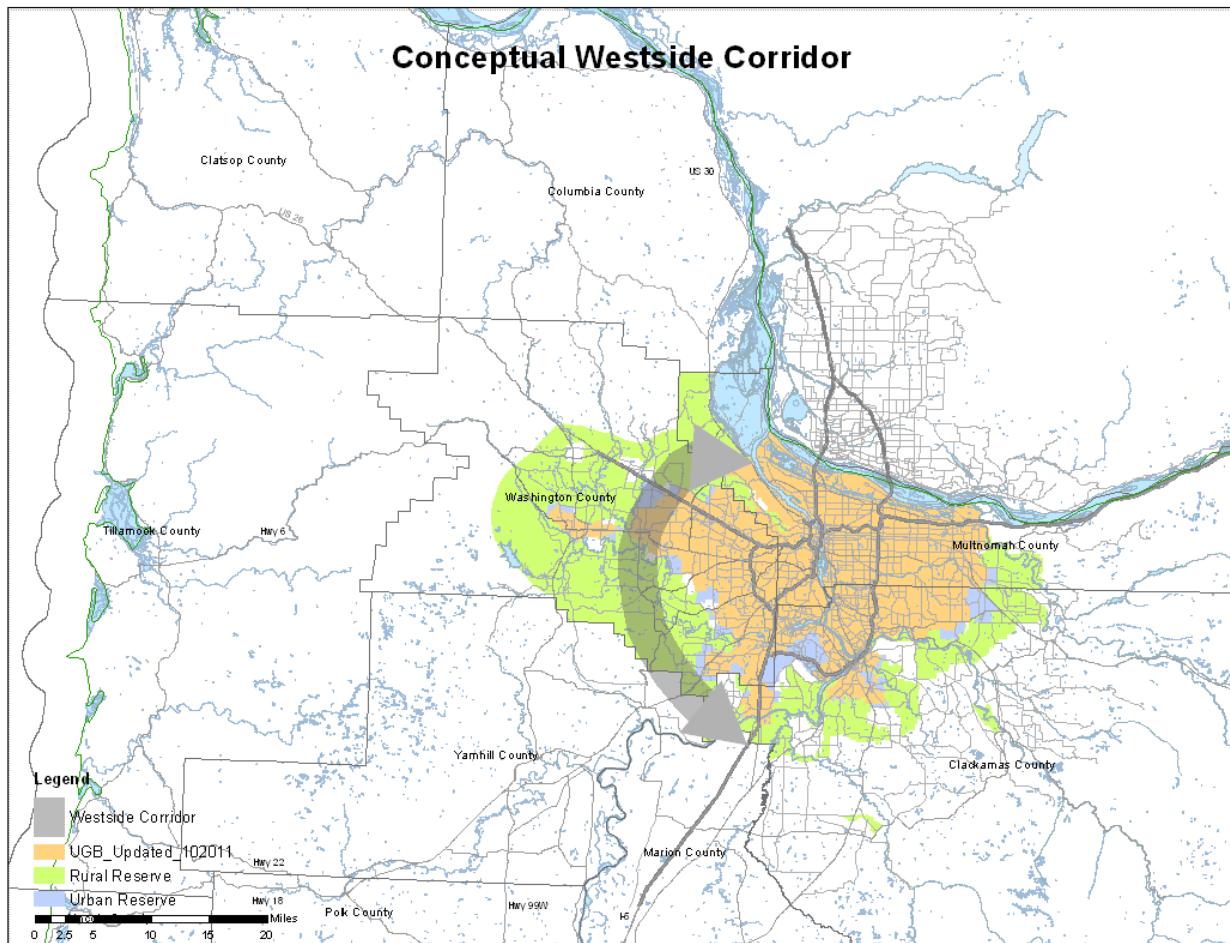 Conceptual Westside Corridor
Clatsop County
Columbia County
US 30
US 26
Washington County
Tillamook County
Hwy 6
Multnomah County
Yamhill County
Clackamas County
Legend
Westside Corridor
UGB_Updated_102011
Rural Reserve
Urban Reserve
Hwy 22
Hwy 18
Marion County
Polk County
Hwy 99W
I-5
Miles
0 2.5 5 10 15 20